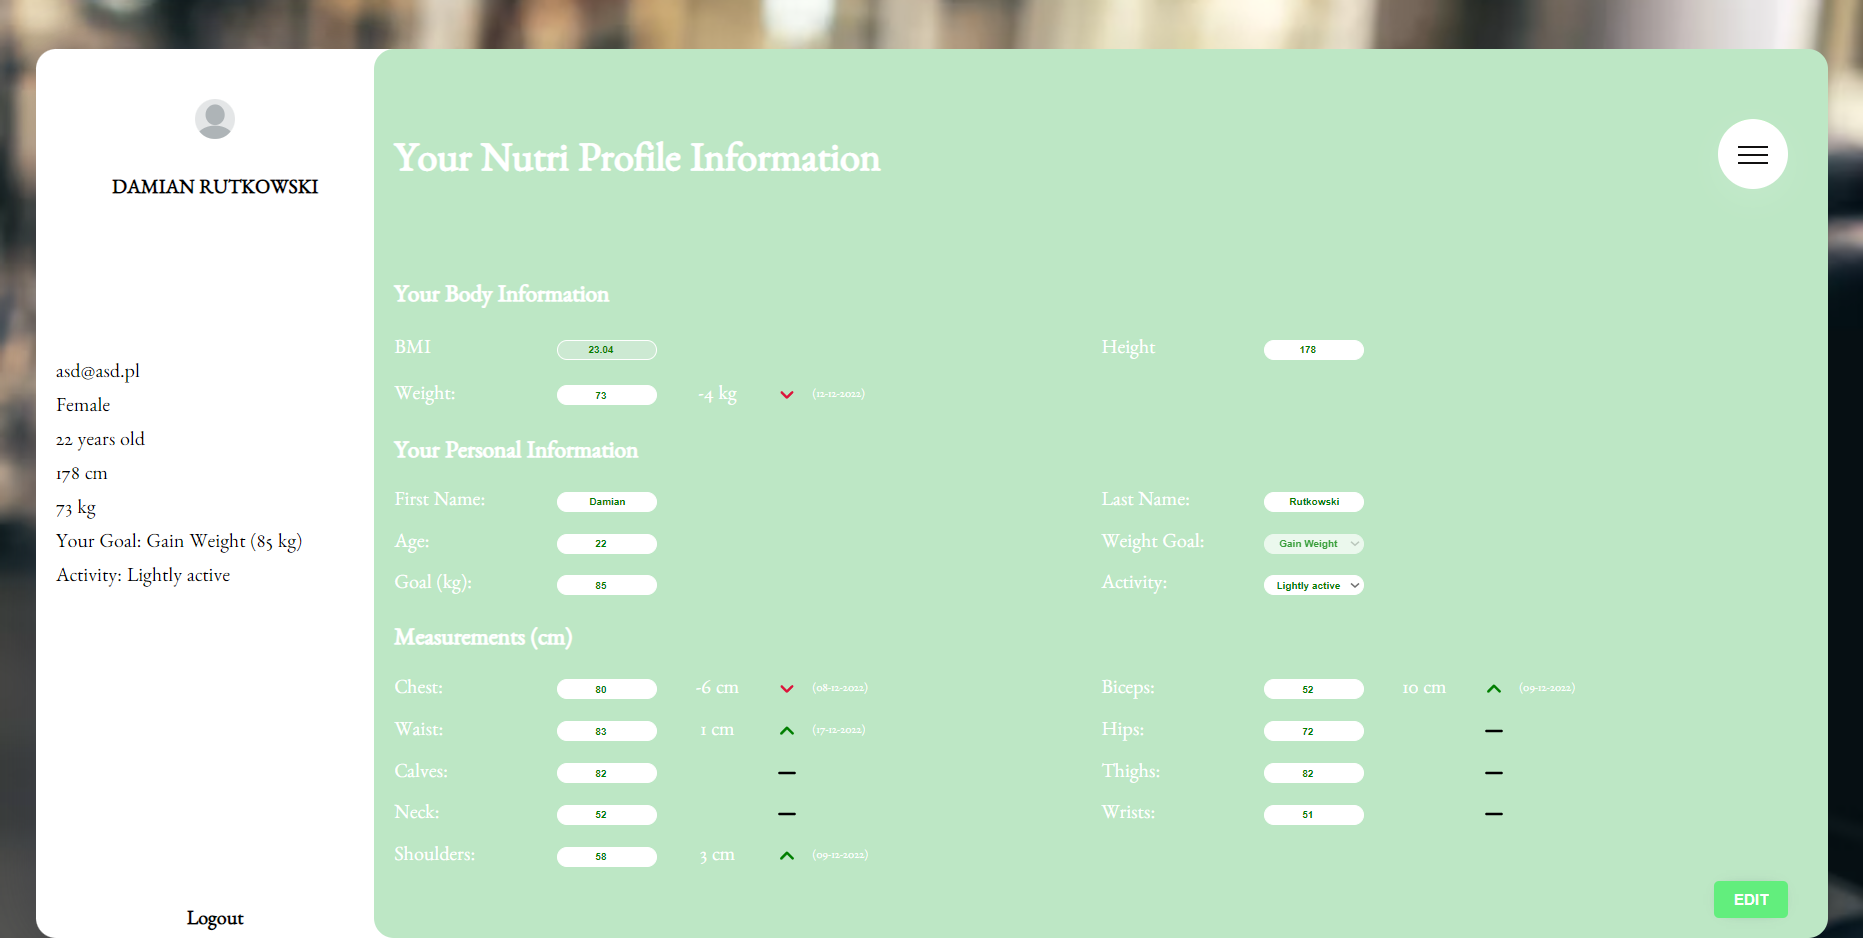 DAMIAN RUTKOWSKI
asd@asd.pl
Female
22 years old
178 cm
73 kg
Your Goal: Gain Weight (85 kg)
Activity: Lightly active
Logout
Your Nutri Profile Information
Your Body Information
BMI 23.04 Height 178
Weight: 73 -4 kg (12-12-2022)
Your Personal Information
First Name: Damian Last Name: Rutkowski
Age: 22 Weight Goal: Gain Weight
Goal (kg): 85 Activity: Lightly active
Measurements (cm)
Chest: 80 -6 cm (08-12-2022) Biceps: 52 10 cm (09-12-2022)
Waist: 83 1 cm (17-12-2022) Hips: 72
Calves: 82 Thighs: 82
Neck: 52 Wrists: 51
Shoulders: 58 3 cm (09-12-2022)
EDIT